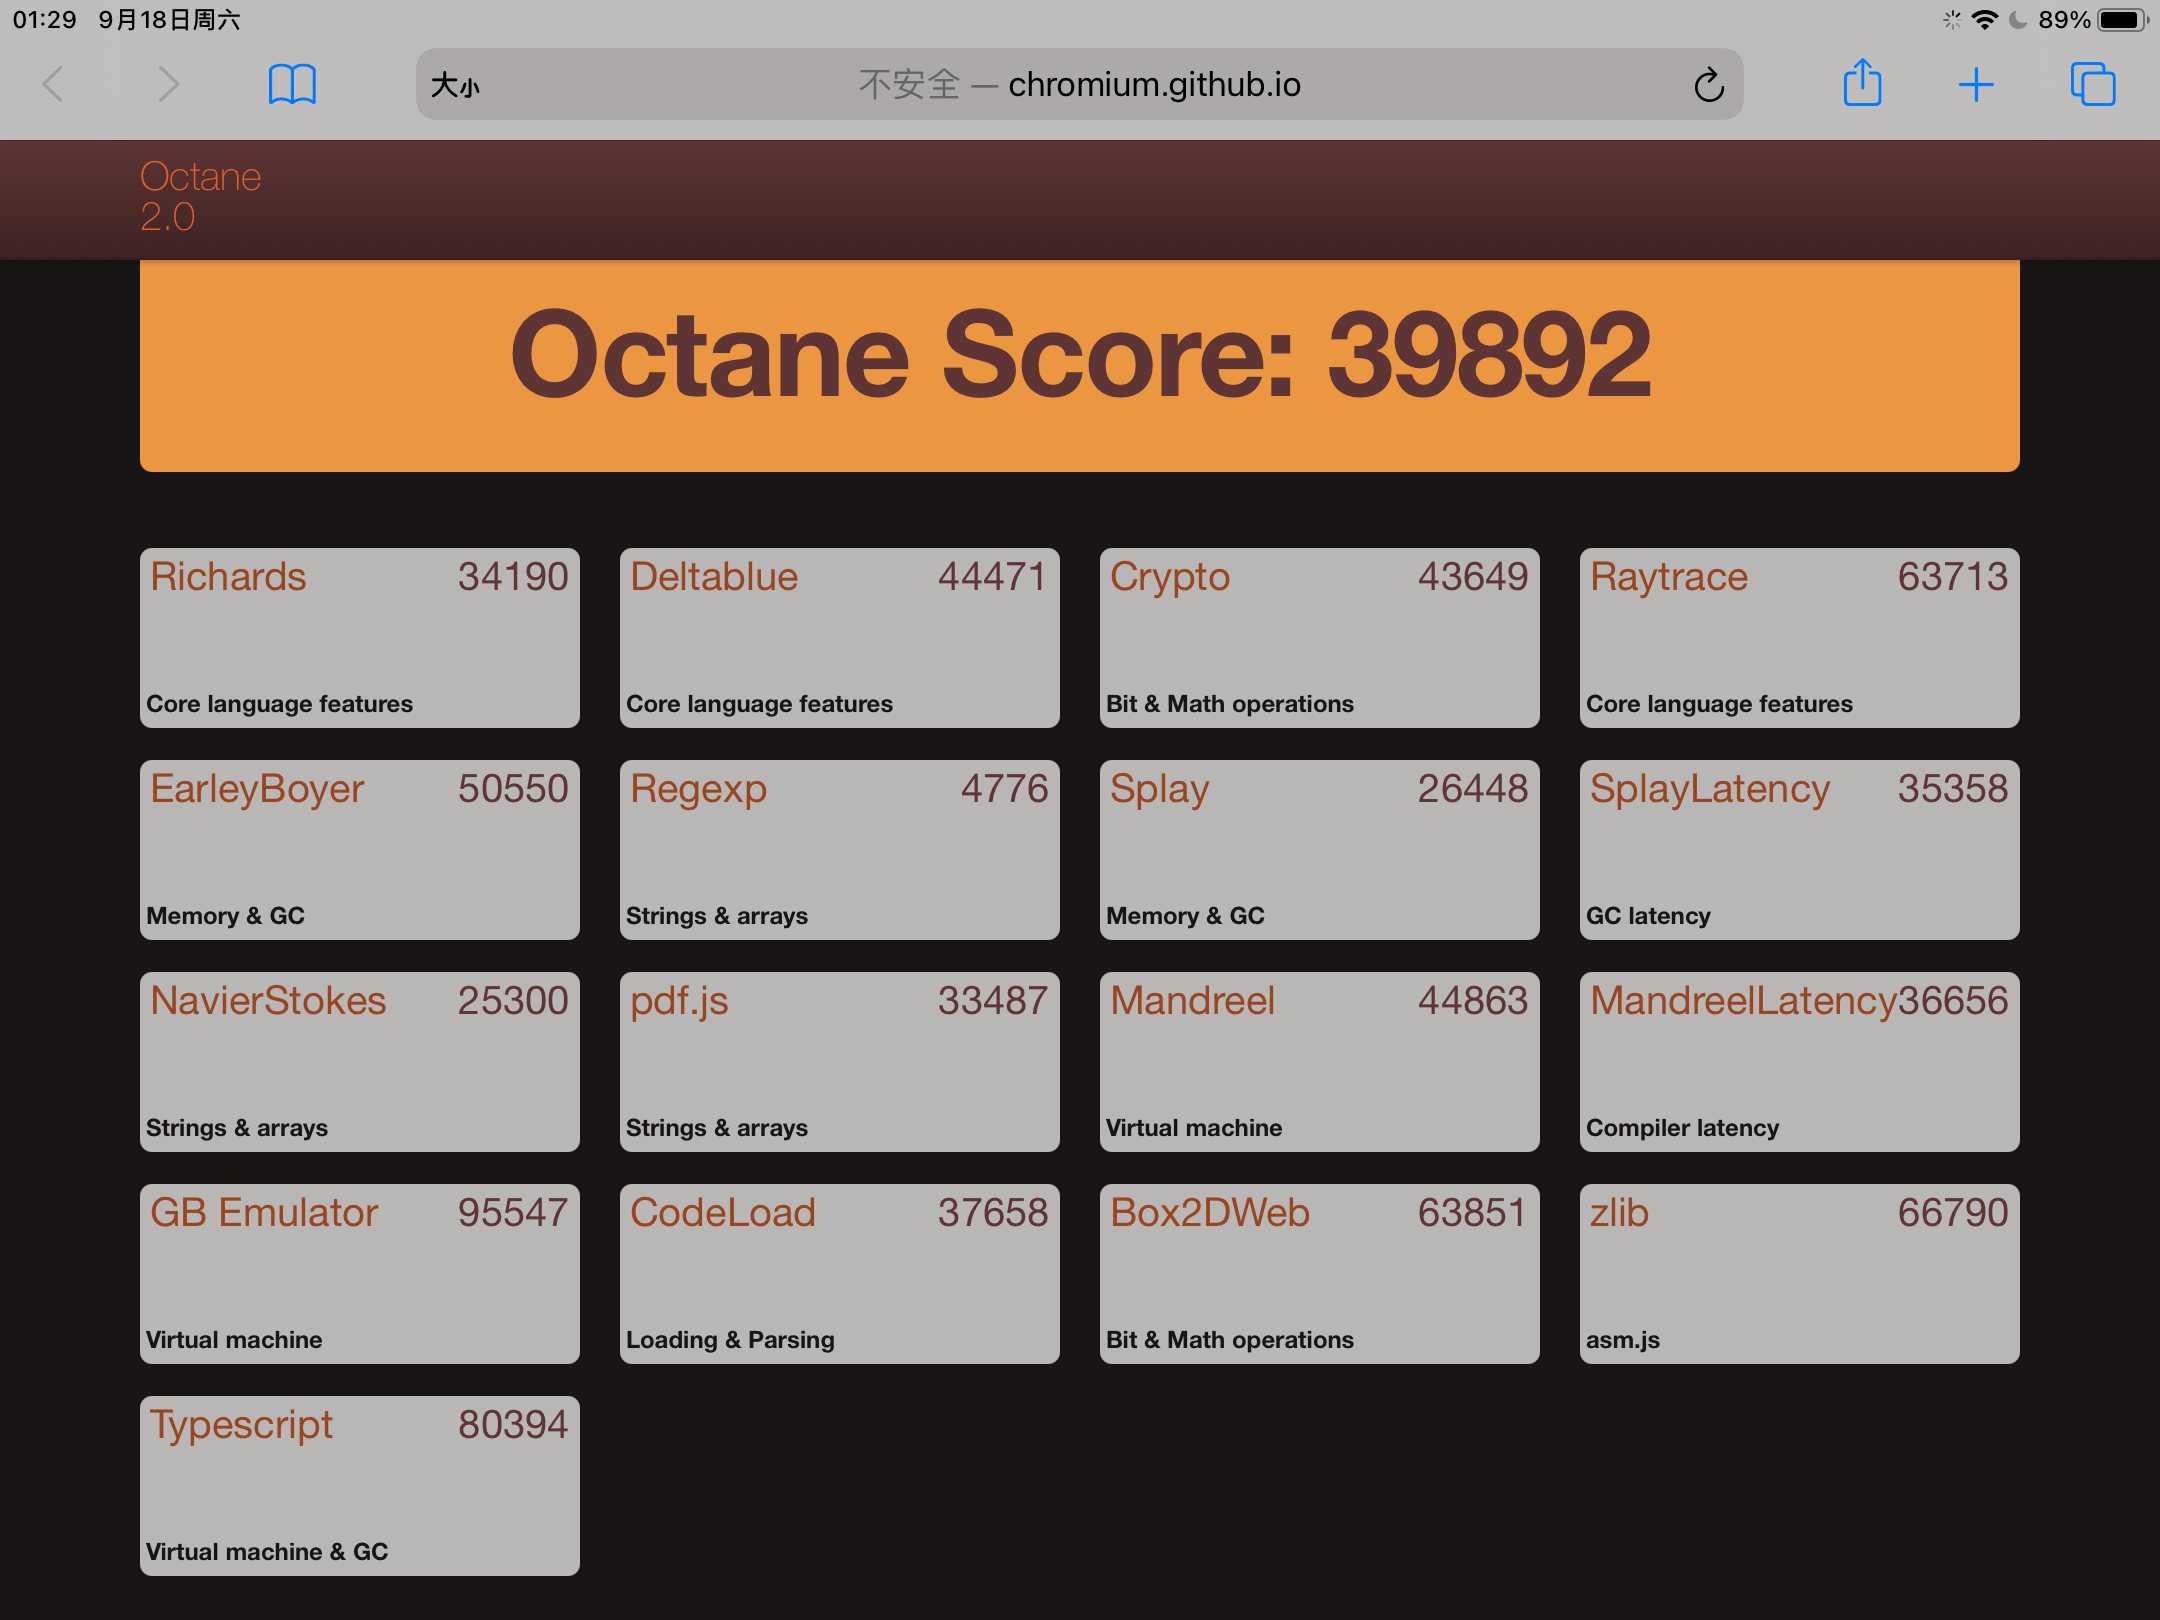 01:29 9月18日周六 89%
大小 不安全 — chromium.github.io
Octane
2.0
Octane Score: 39892
Richards 34190
Core language features
Deltablue 44471
Core language features
Crypto 43649
Bit & Math operations
Raytrace 63713
Core language features
EarleyBoyer 50550
Memory & GC
Regexp 4776
Strings & arrays
Splay 26448
Memory & GC
SplayLatency 35358
GC latency
NavierStokes 25300
Strings & arrays
pdf.js 33487
Strings & arrays
Mandreel 44863
Virtual machine
MandreelLatency 36656
Compiler latency
GB Emulator 95547
Virtual machine
CodeLoad 37658
Loading & Parsing
Box2DWeb 63851
Bit & Math operations
zlib 66790
asm.js
Typescript 80394
Virtual machine & GC